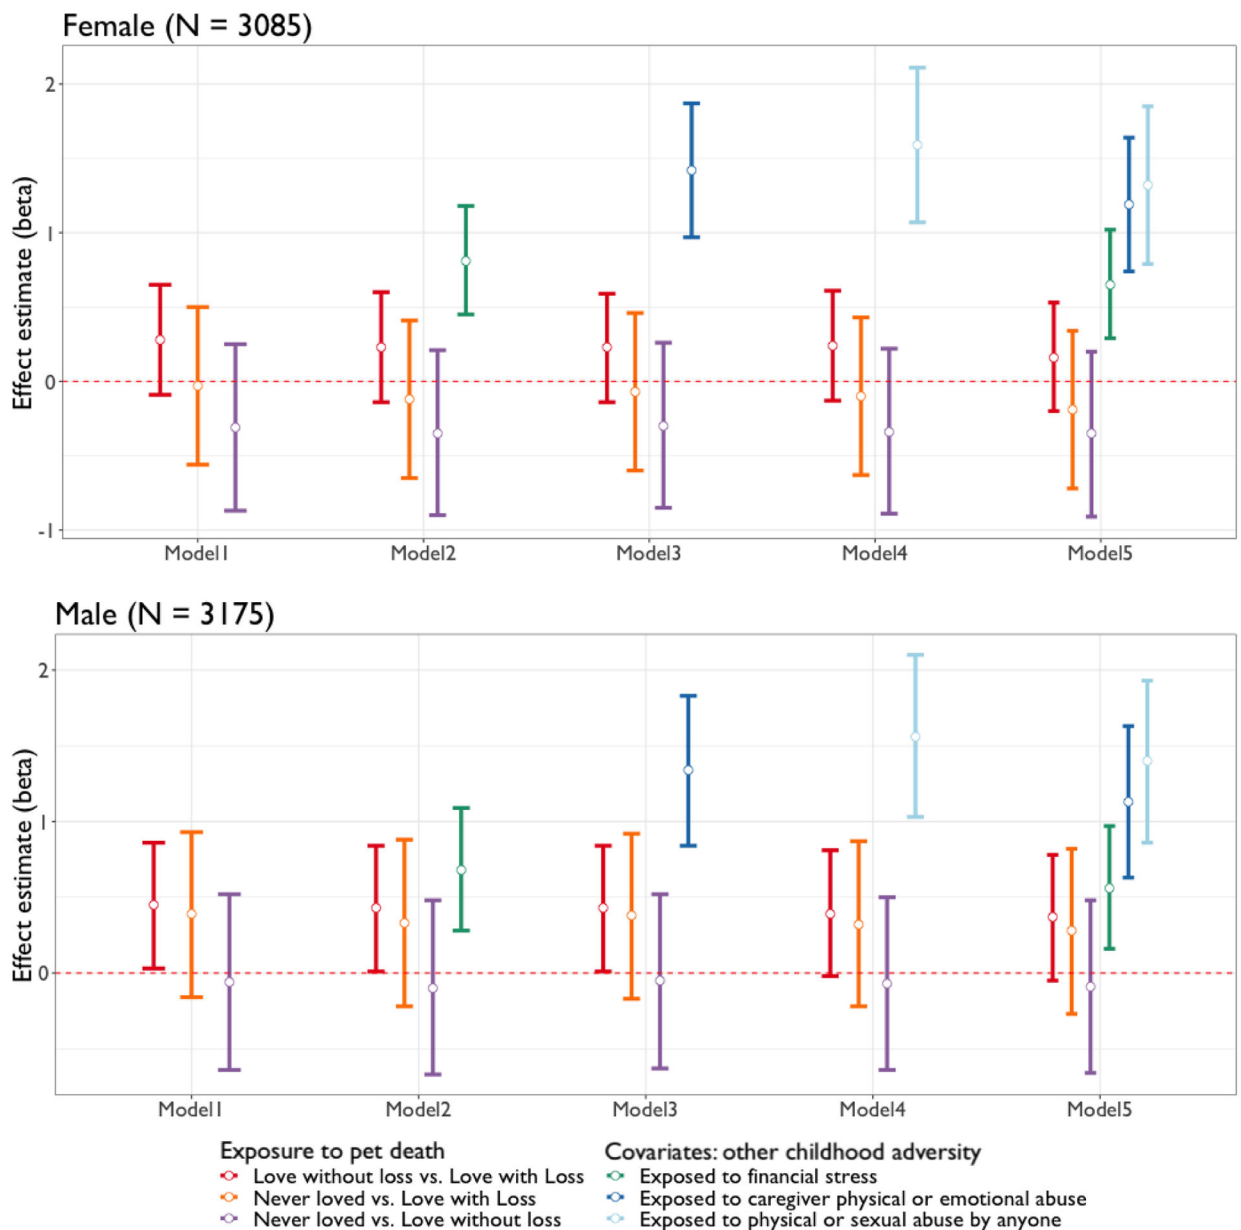 Female (N = 3085)
Effect estimate (beta)
2
1
0
-1
Model1 Model2 Model3 Model4 Model5
Male (N = 3175)
Effect estimate (beta)
2
1
0
Model1 Model2 Model3 Model4 Model5
Exposure to pet death
Love without loss vs. Love with Loss
Never loved vs. Love with Loss
Never loved vs. Love without loss
Covariates: other childhood adversity
Exposed to financial stress
Exposed to caregiver physical or emotional abuse
Exposed to physical or sexual abuse by anyone